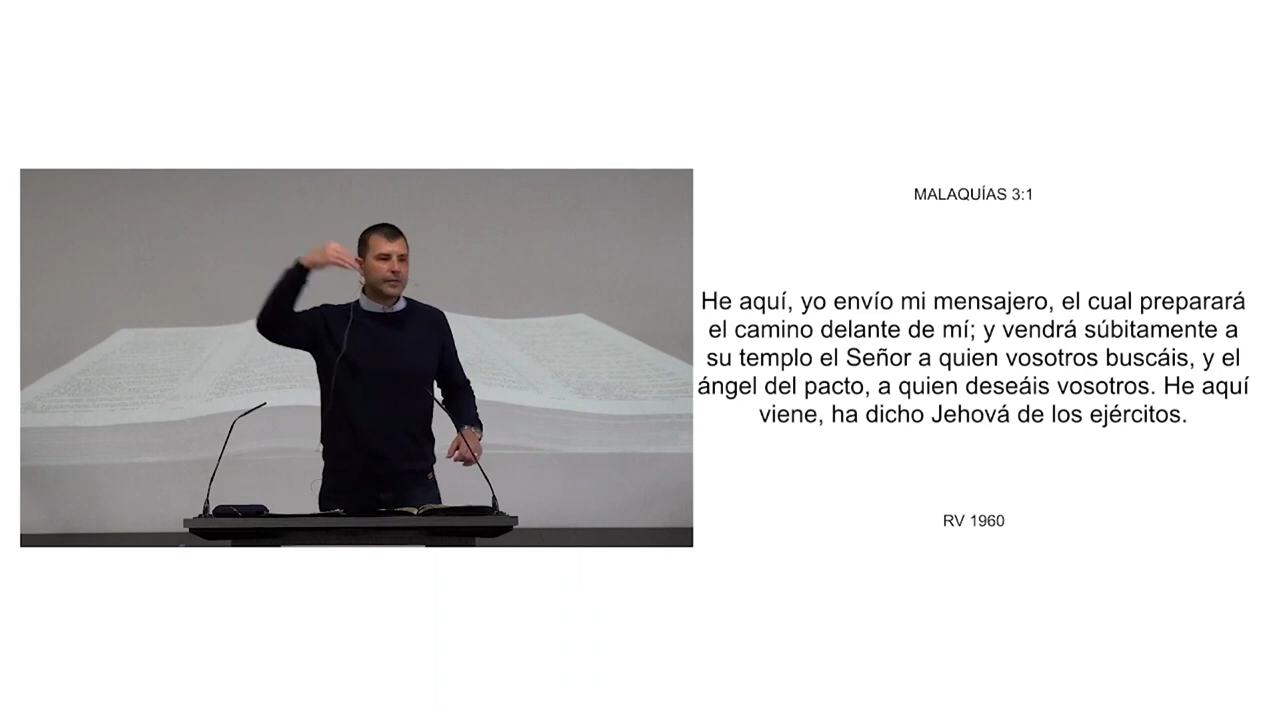 MALAQUÍAS 3:1
He aquí, yo envío mi mensajero, el cual preparará
el camino delante de mí; y vendrá súbitamente a
su templo el Señor a quien vosotros buscáis, y el
ángel del pacto, a quien deseáis vosotros. He aquí
viene, ha dicho Jehová de los ejércitos.
RV 1960